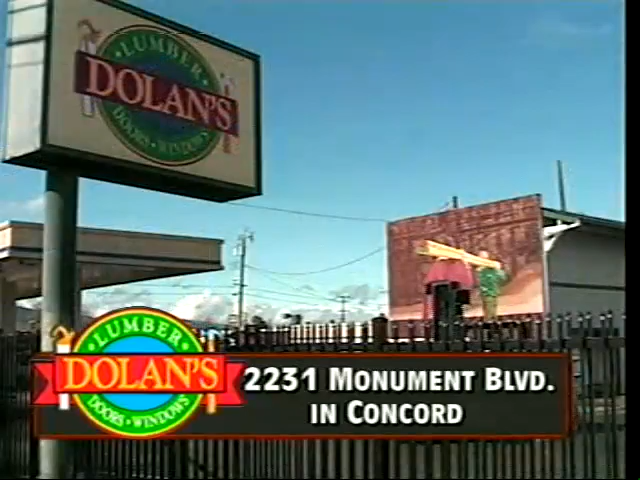 LUMBER
DOLAN'S
DOORS • WINDOWS
LUMBER
DOLAN'S
DOORS • WINDOWS
2231 MONUMENT BLVD.
IN CONCORD